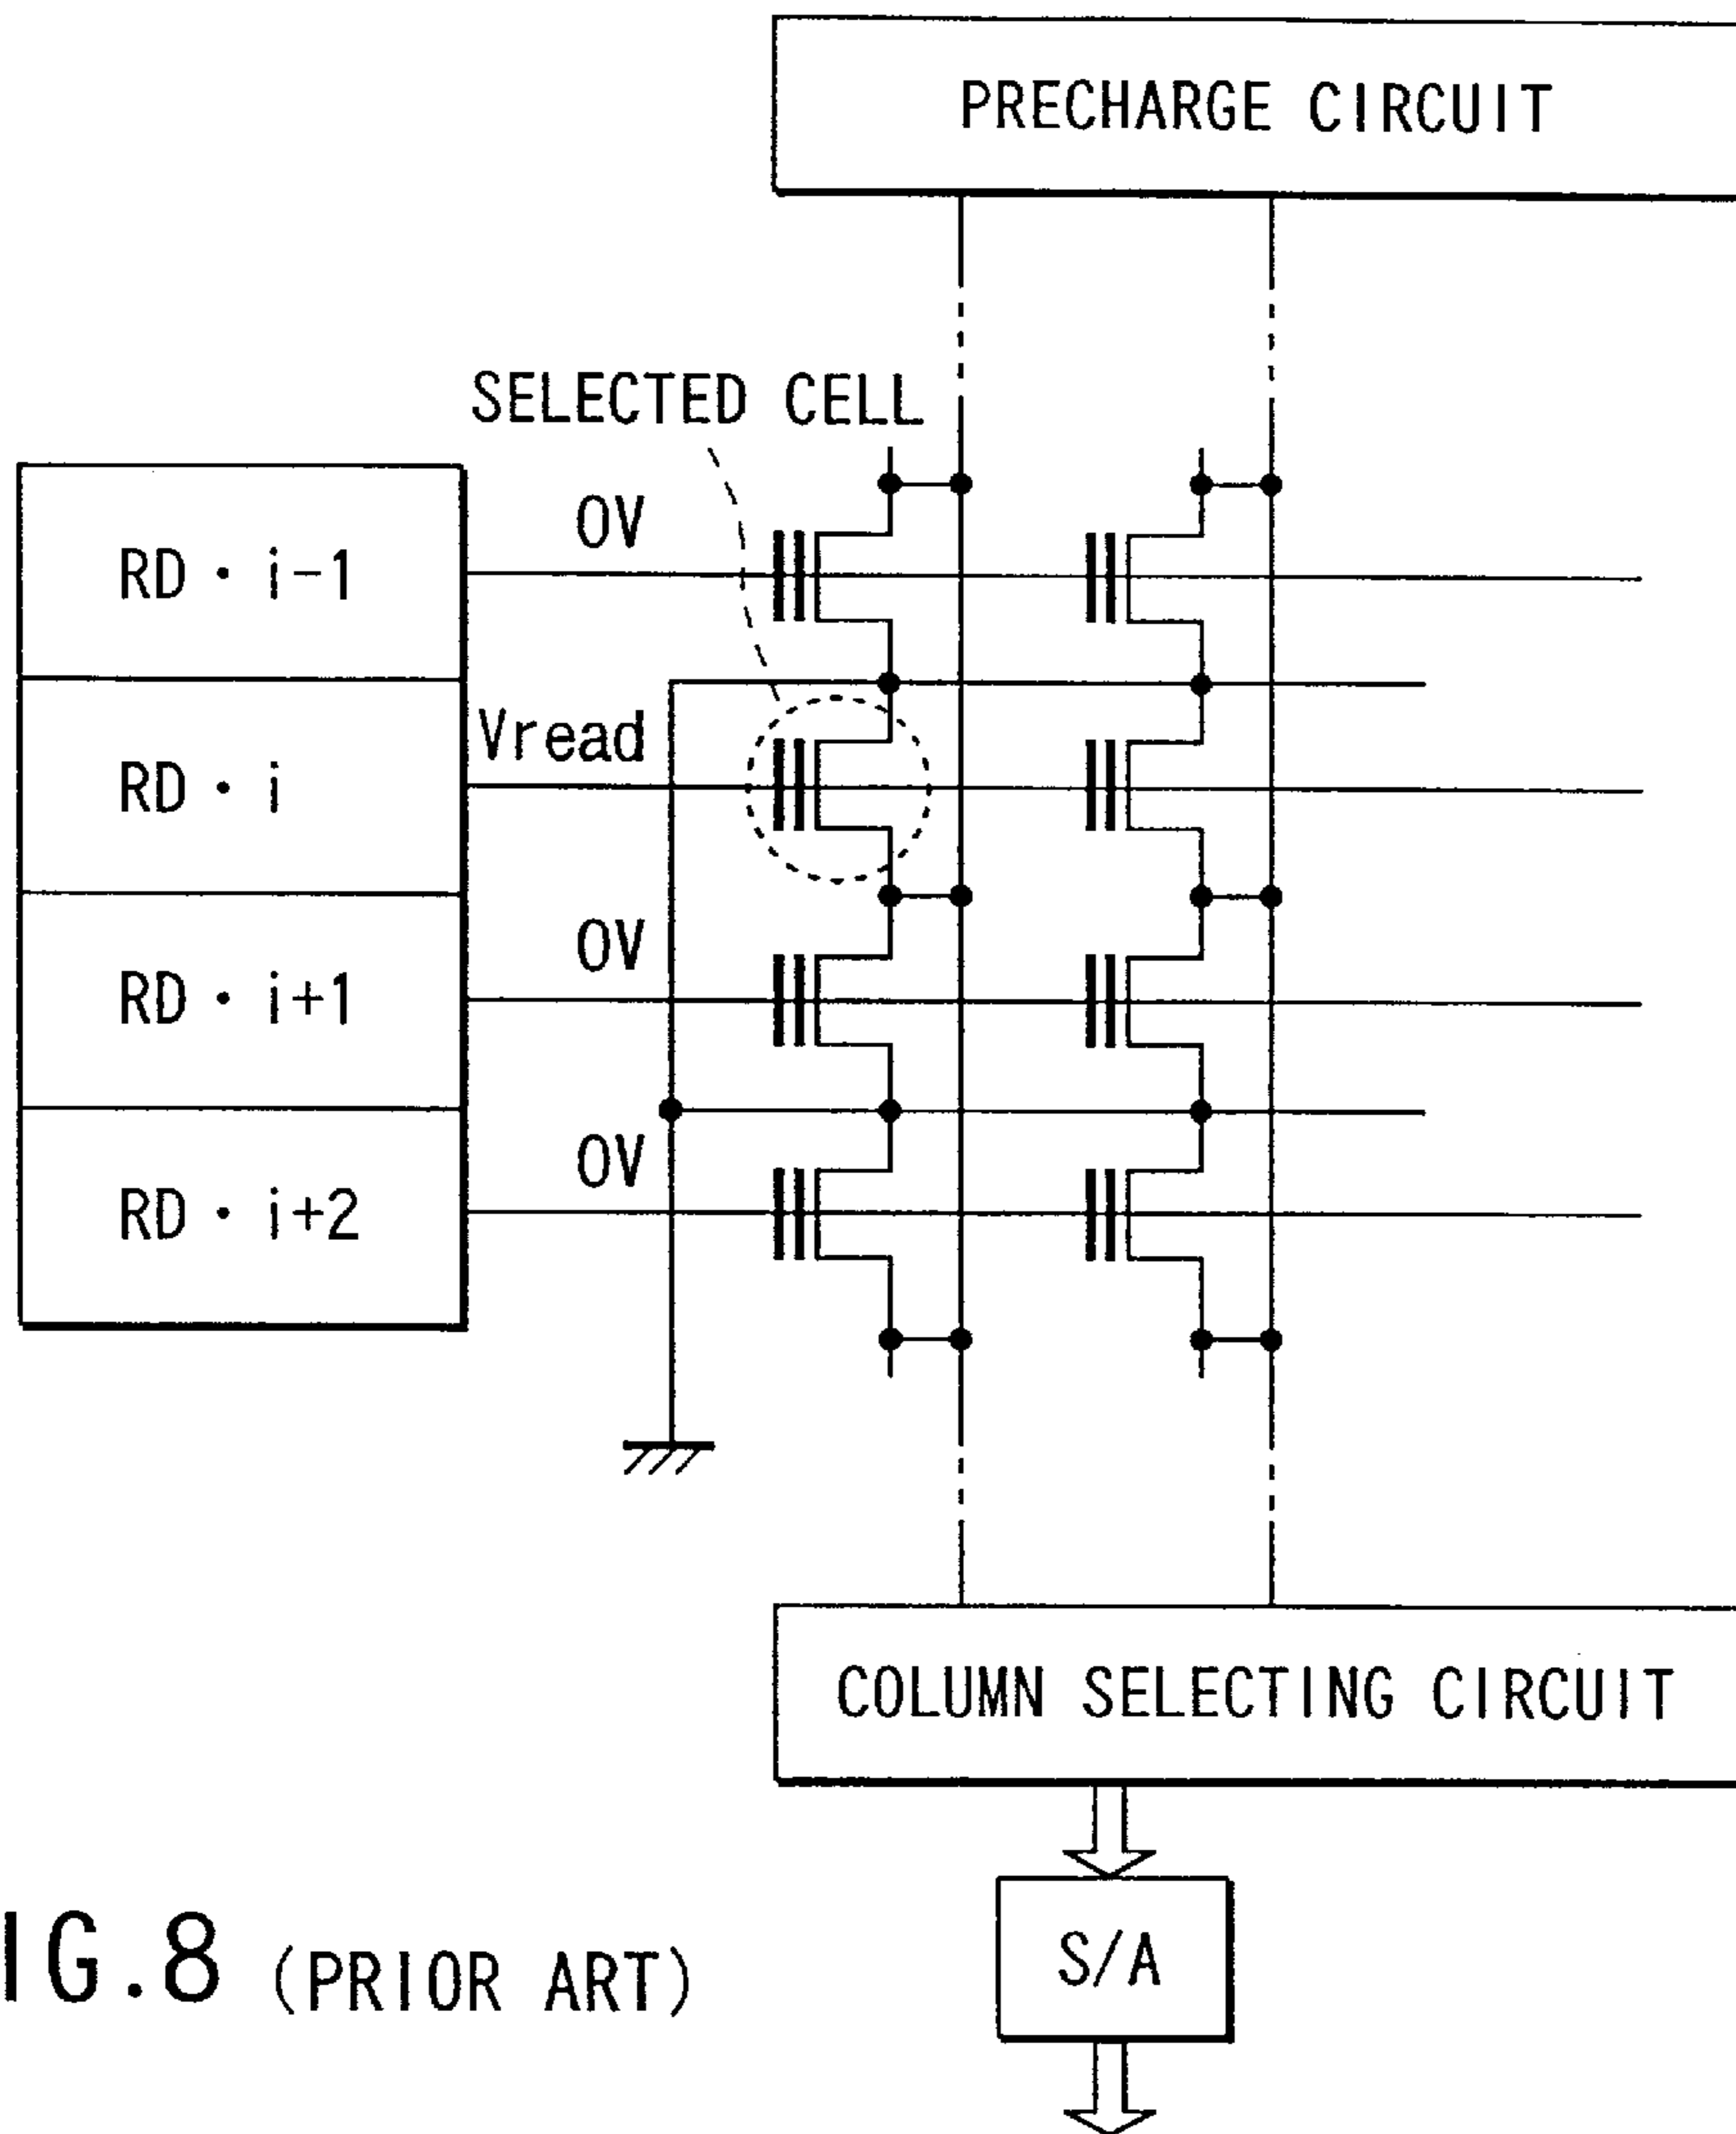 PRECHARGE CIRCUIT
SELECTED CELL
RD · i-1
0V
RD · i
Vread
RD · i+1
0V
RD · i+2
0V
COLUMN SELECTING CIRCUIT
S/A
IG.8 (PRIOR ART)